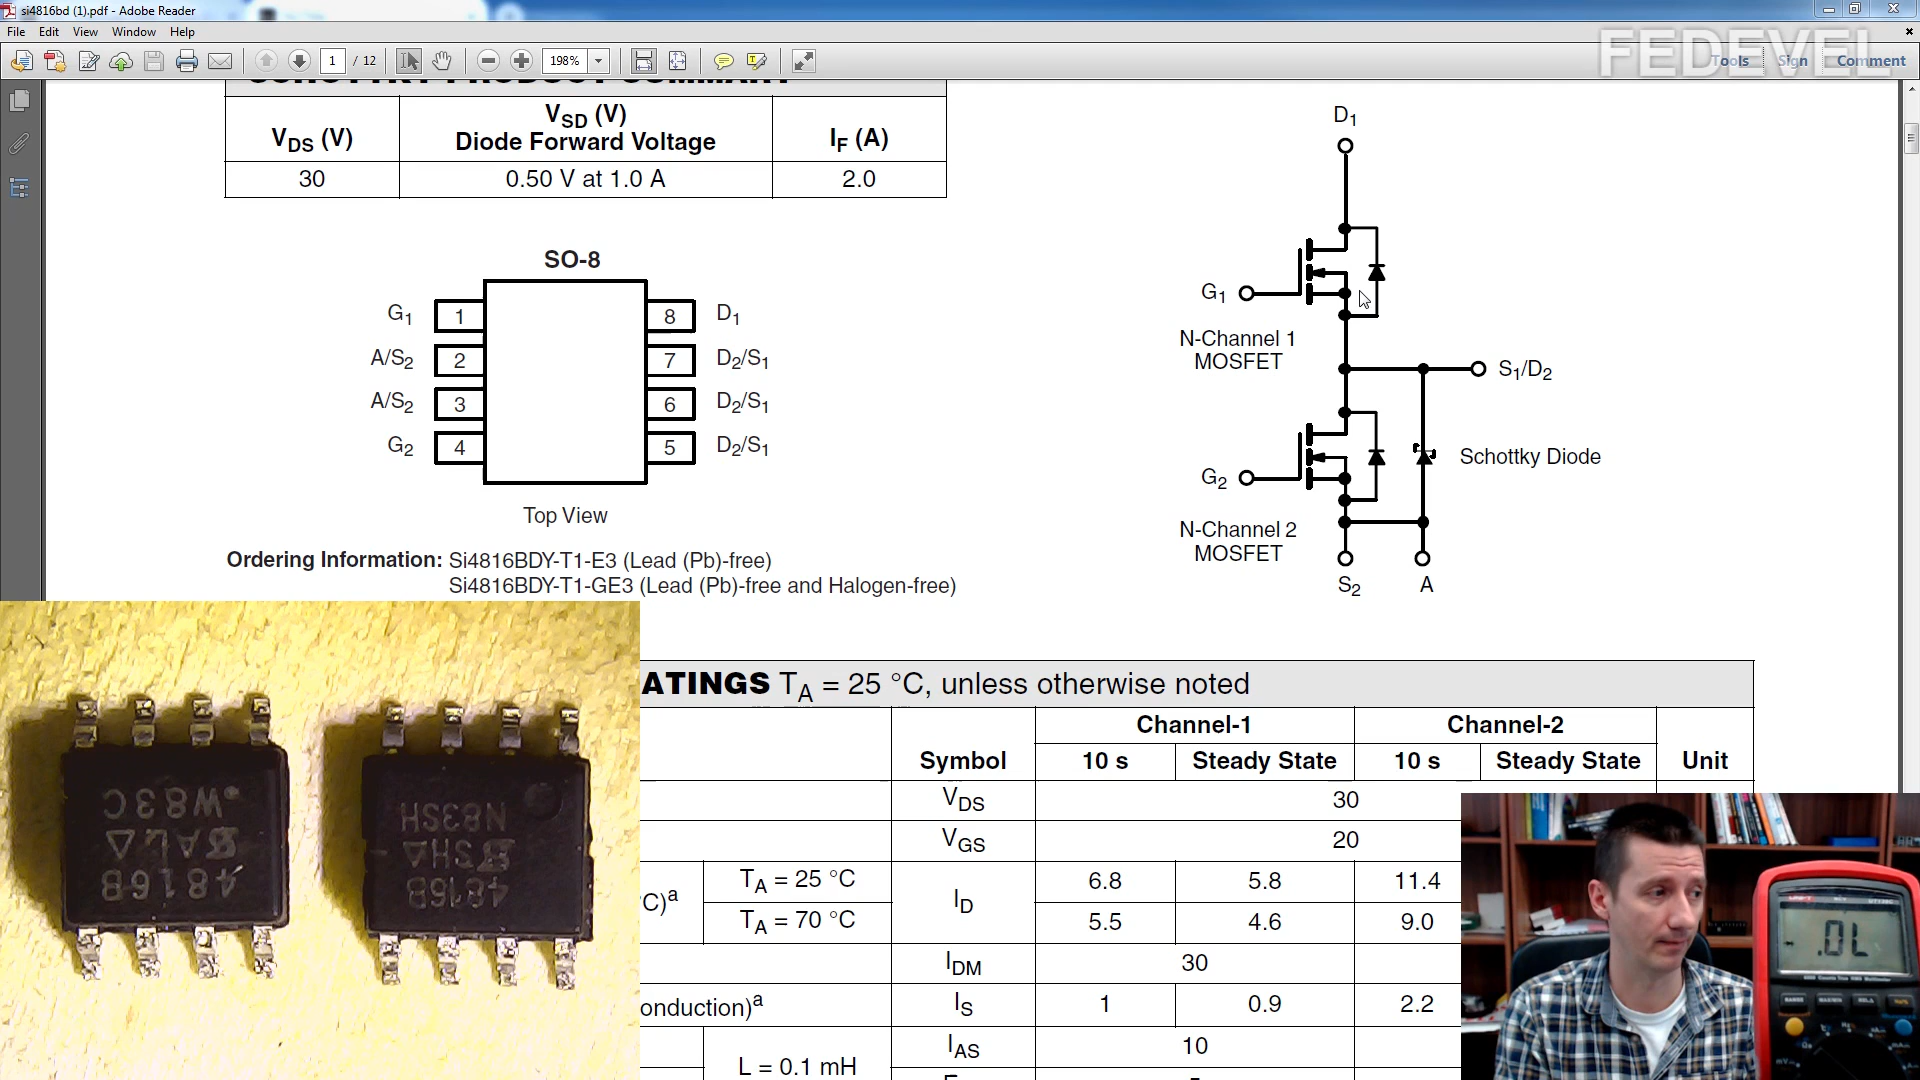 si4816bd (1).pdf - Adobe Reader
File Edit View Window Help
1 / 12 198% Tools Sign Comment
FEDEVEL
VDS (V) VSD (V) Diode Forward Voltage IF (A)
30 0.50 V at 1.0 A 2.0
SO-8
G1 1 8 D1
A/S2 2 7 D2/S1
A/S2 3 6 D2/S1
G2 4 5 D2/S1
Top View
Ordering Information: Si4816BDY-T1-E3 (Lead (Pb)-free)
Si4816BDY-T1-GE3 (Lead (Pb)-free and Halogen-free)
D1
G1
N-Channel 1
MOSFET
S1/D2
Schottky Diode
G2
N-Channel 2
MOSFET
S2 A
ATINGS TA = 25 °C, unless otherwise noted
Symbol Channel-1 Channel-2 Unit
10 s Steady State 10 s Steady State
VDS 30
VGS 20
C)a TA = 25 °C ID 6.8 5.8 11.4
TA = 70 °C 5.5 4.6 9.0
IDM 30
onduction)a IS 1 0.9 2.2
L = 0.1 mH IAS 10
W83C
4816B
N83SH
4816B
.OL